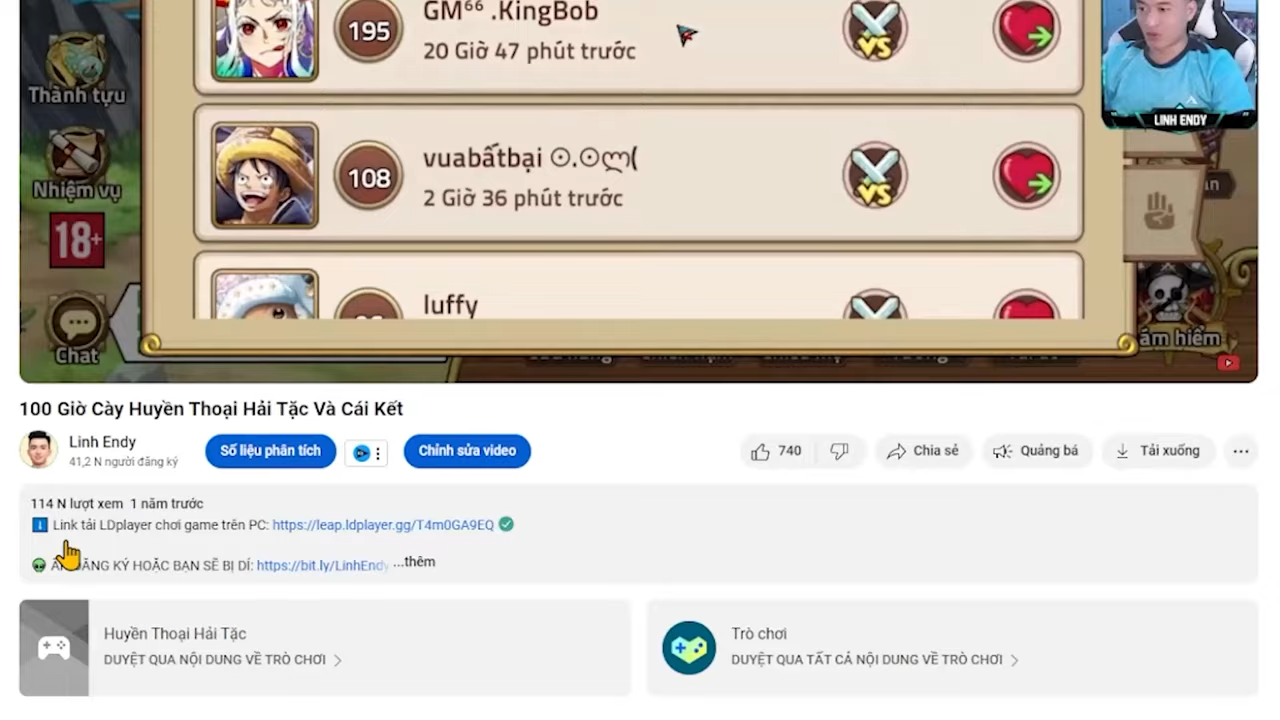 GM⁶⁶ .KingBob
195
20 Giờ 47 phút trước
VS
Thành tựu
LINH ENDY
vuabất​bại ⊙.⊙ლ(
108
2 Giờ 36 phút trước
VS
Nhiệm vụ
18+
luffy
Chat
ám hiểm
100 Giờ Cày Huyền Thoại Hải Tặc Và Cái Kết
Linh Endy
41,2 N người đăng ký
Số liệu phân tích
Chỉnh sửa video
740
Chia sẻ
Quảng bá
Tải xuống
114 N lượt xem 1 năm trước
Link tải LDplayer chơi game trên PC: https://leap.ldplayer.gg/T4m0GA9EQ
ĂNG KÝ HOẶC BẠN SẼ BỊ DÍ: https://bit.ly/LinhEndy ...thêm
Huyền Thoại Hải Tặc
DUYỆT QUA NỘI DUNG VỀ TRÒ CHƠI
Trò chơi
DUYỆT QUA TẤT CẢ NỘI DUNG VỀ TRÒ CHƠI